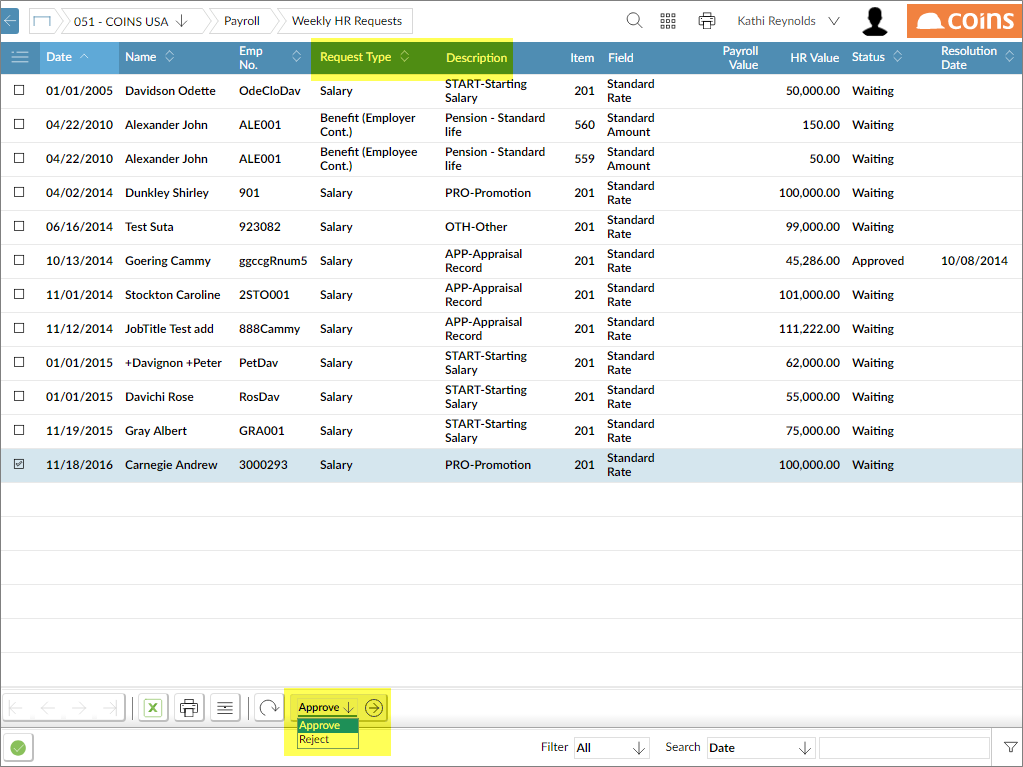 051 - COINS USA Payroll Weekly HR Requests Kathi Reynolds coins
Date Name Emp No. Request Type Description Item Field Payroll Value HR Value Status Resolution Date
01/01/2005 Davidson Odette OdeCloDav Salary START-Starting Salary 201 Standard Rate 50,000.00 Waiting
04/22/2010 Alexander John ALE001 Benefit (Employer Cont.) Pension - Standard life 560 Standard Amount 150.00 Waiting
04/22/2010 Alexander John ALE001 Benefit (Employee Cont.) Pension - Standard life 559 Standard Amount 50.00 Waiting
04/02/2014 Dunkley Shirley 901 Salary PRO-Promotion 201 Standard Rate 100,000.00 Waiting
06/16/2014 Test Suta 923082 Salary OTH-Other 201 Standard Rate 99,000.00 Waiting
10/13/2014 Goering Cammy ggccgRnum5 Salary APP-Appraisal Record 201 Standard Rate 45,286.00 Approved 10/08/2014
11/01/2014 Stockton Caroline 2STO001 Salary APP-Appraisal Record 201 Standard Rate 101,000.00 Waiting
11/12/2014 JobTitle Test add 888Cammy Salary APP-Appraisal Record 201 Standard Rate 111,222.00 Waiting
01/01/2015 +Davignon +Peter PetDav Salary START-Starting Salary 201 Standard Rate 62,000.00 Waiting
01/01/2015 Davichi Rose RosDav Salary START-Starting Salary 201 Standard Rate 55,000.00 Waiting
11/19/2015 Gray Albert GRA001 Salary START-Starting Salary 201 Standard Rate 75,000.00 Waiting
11/18/2016 Carnegie Andrew 3000293 Salary PRO-Promotion 201 Standard Rate 100,000.00 Waiting
Approve
Approve
Reject
Filter All Search Date